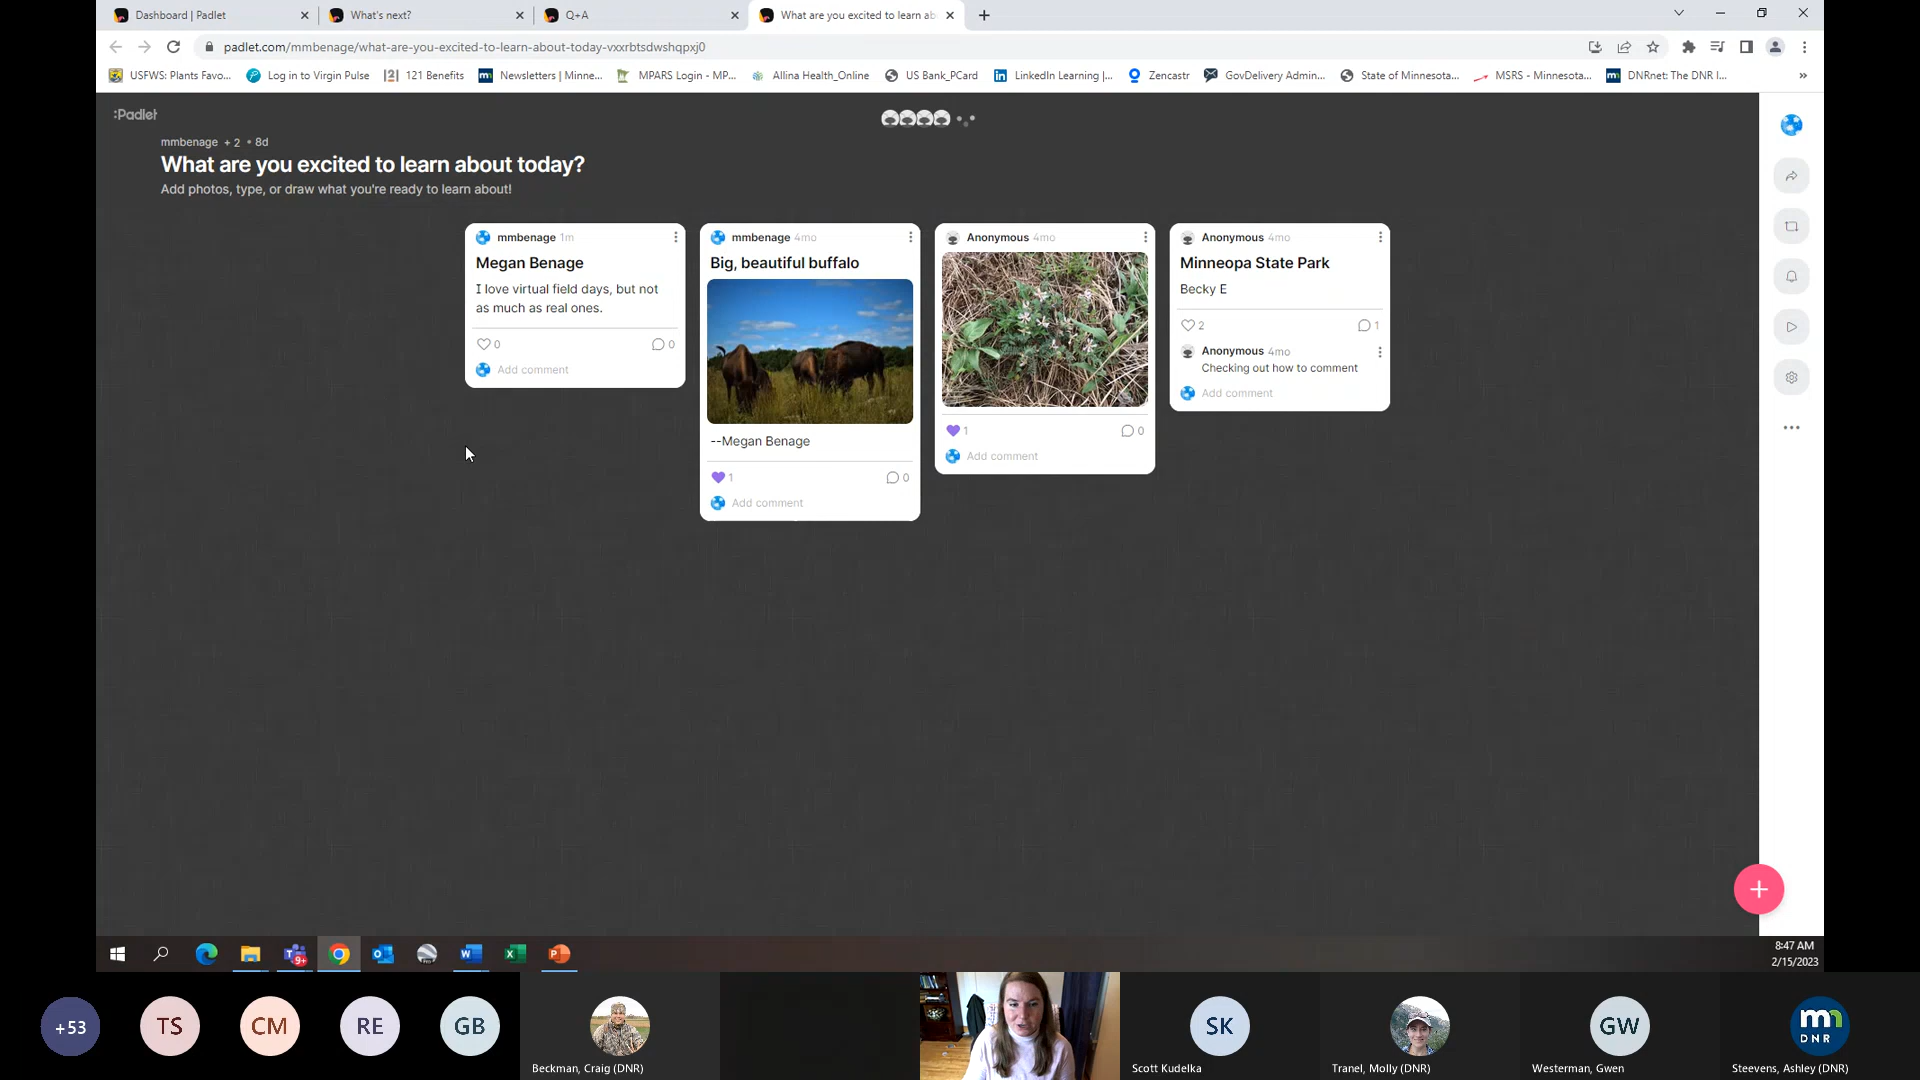 Dashboard | Padlet
What's next?
Q+A
What are you excited to learn ab
padlet.com/mmbenage/what-are-you-excited-to-learn-about-today-vxxrbtsdwshqpxj0
USFWS: Plants Favo...
Log in to Virgin Pulse
121 Benefits
Newsletters | Minne...
MPARS Login - MP...
Allina Health_Online
US Bank_PCard
LinkedIn Learning |...
Zencastr
GovDelivery Admin...
State of Minnesota...
MSRS - Minnesota...
DNRnet: The DNR I...
:Padlet
mmbenage + 2 • 8d
What are you excited to learn about today?
Add photos, type, or draw what you're ready to learn about!
mmbenage 1m
Megan Benage
I love virtual field days, but not
as much as real ones.
0
0
Add comment
mmbenage 4mo
Big, beautiful buffalo
--Megan Benage
1
0
Add comment
Anonymous 4mo
1
0
Add comment
Anonymous 4mo
Minneopa State Park
Becky E
2
1
Anonymous 4mo
Checking out how to comment
Add comment
9+
8:47 AM
2/15/2023
+53
TS
CM
RE
GB
Beckman, Craig (DNR)
SK
Scott Kudelka
Tranel, Molly (DNR)
GW
Westerman, Gwen
DNR
Steevens, Ashley (DNR)